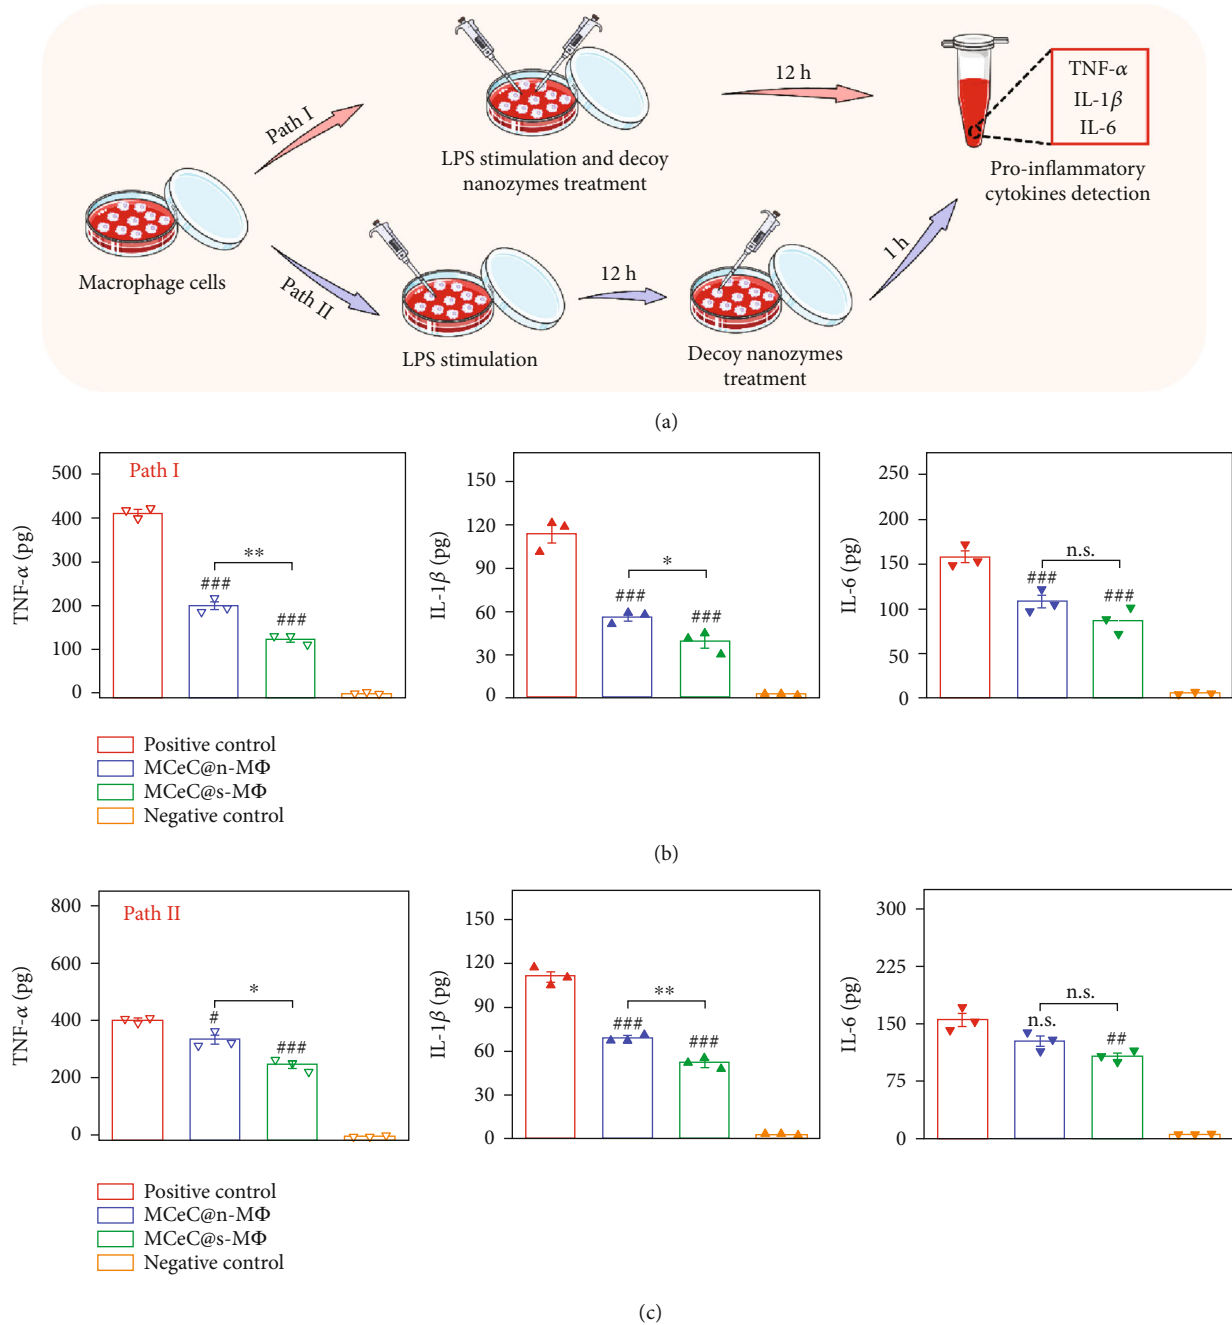 Path I
12 h
TNF-α
IL-1β
IL-6
LPS stimulation and decoy
nanozymes treatment
Pro-inflammatory
cytokines detection
Macrophage cells
Path II
12 h
1 h
LPS stimulation
Decoy nanozymes
treatment
(a)
Path I
TNF-α (pg)
500
400
300
200
100
0
###
**
###
IL-1β (pg)
150
120
90
60
30
0
###
*
###
IL-6 (pg)
250
200
150
100
50
0
###
n.s.
###
Positive control
MCeC@n-MΦ
MCeC@s-MΦ
Negative control
(b)
Path II
TNF-α (pg)
800
600
400
200
0
#
*
###
IL-1β (pg)
150
120
90
60
30
0
###
**
###
IL-6 (pg)
300
225
150
75
0
n.s.
n.s.
##
Positive control
MCeC@n-MΦ
MCeC@s-MΦ
Negative control
(c)